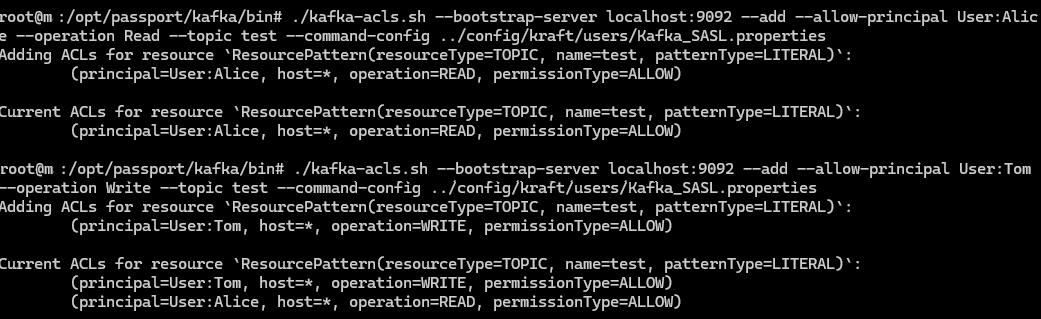 root@m :/opt/passport/kafka/bin# ./kafka-acls.sh --bootstrap-server localhost:9092 --add --allow-principal User:Alic
e --operation Read --topic test --command-config ../config/kraft/users/Kafka_SASL.properties
Adding ACLs for resource `ResourcePattern(resourceType=TOPIC, name=test, patternType=LITERAL)`:
        (principal=User:Alice, host=*, operation=READ, permissionType=ALLOW)
Current ACLs for resource `ResourcePattern(resourceType=TOPIC, name=test, patternType=LITERAL)`:
        (principal=User:Alice, host=*, operation=READ, permissionType=ALLOW)
root@m :/opt/passport/kafka/bin# ./kafka-acls.sh --bootstrap-server localhost:9092 --add --allow-principal User:Tom
--operation Write --topic test --command-config ../config/kraft/users/Kafka_SASL.properties
Adding ACLs for resource `ResourcePattern(resourceType=TOPIC, name=test, patternType=LITERAL)`:
        (principal=User:Tom, host=*, operation=WRITE, permissionType=ALLOW)
Current ACLs for resource `ResourcePattern(resourceType=TOPIC, name=test, patternType=LITERAL)`:
        (principal=User:Tom, host=*, operation=WRITE, permissionType=ALLOW)
        (principal=User:Alice, host=*, operation=READ, permissionType=ALLOW)